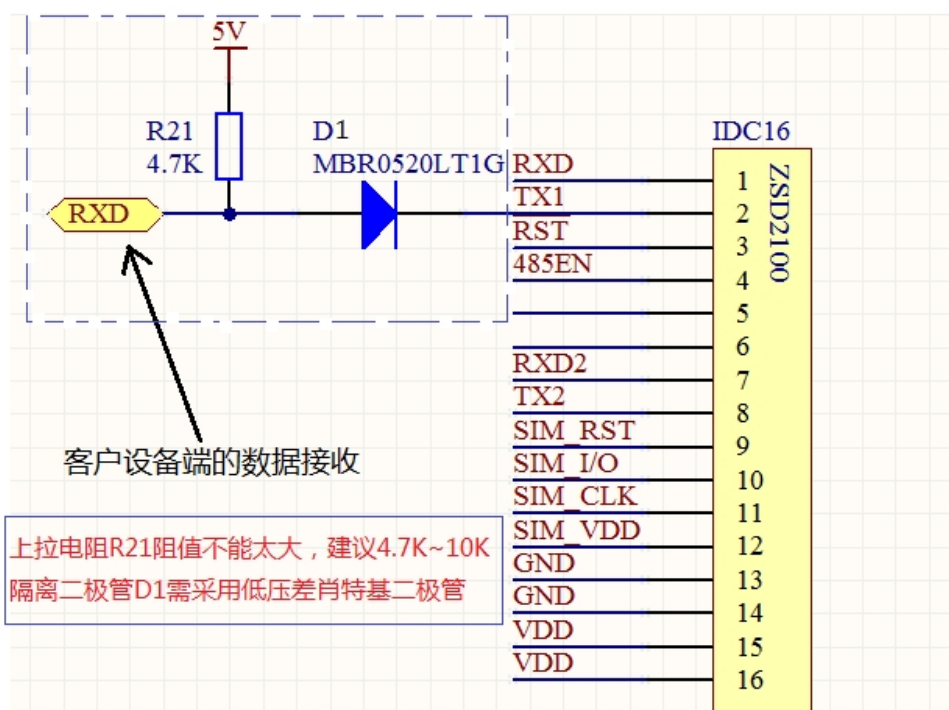 5V
R21
4.7K
D1
MBR0520LT1G
RXD
IDC16
ZSD2100
RXD 1
TX1 2
RST 3
485EN 4
5
6
RXD2 7
TX2 8
SIM_RST 9
SIM_I/O 10
SIM_CLK 11
SIM_VDD 12
GND 13
GND 14
VDD 15
VDD 16
客户设备端的数据接收
上拉电阻R21阻值不能太大，建议4.7K~10K
隔离二极管D1需采用低压差肖特基二极管